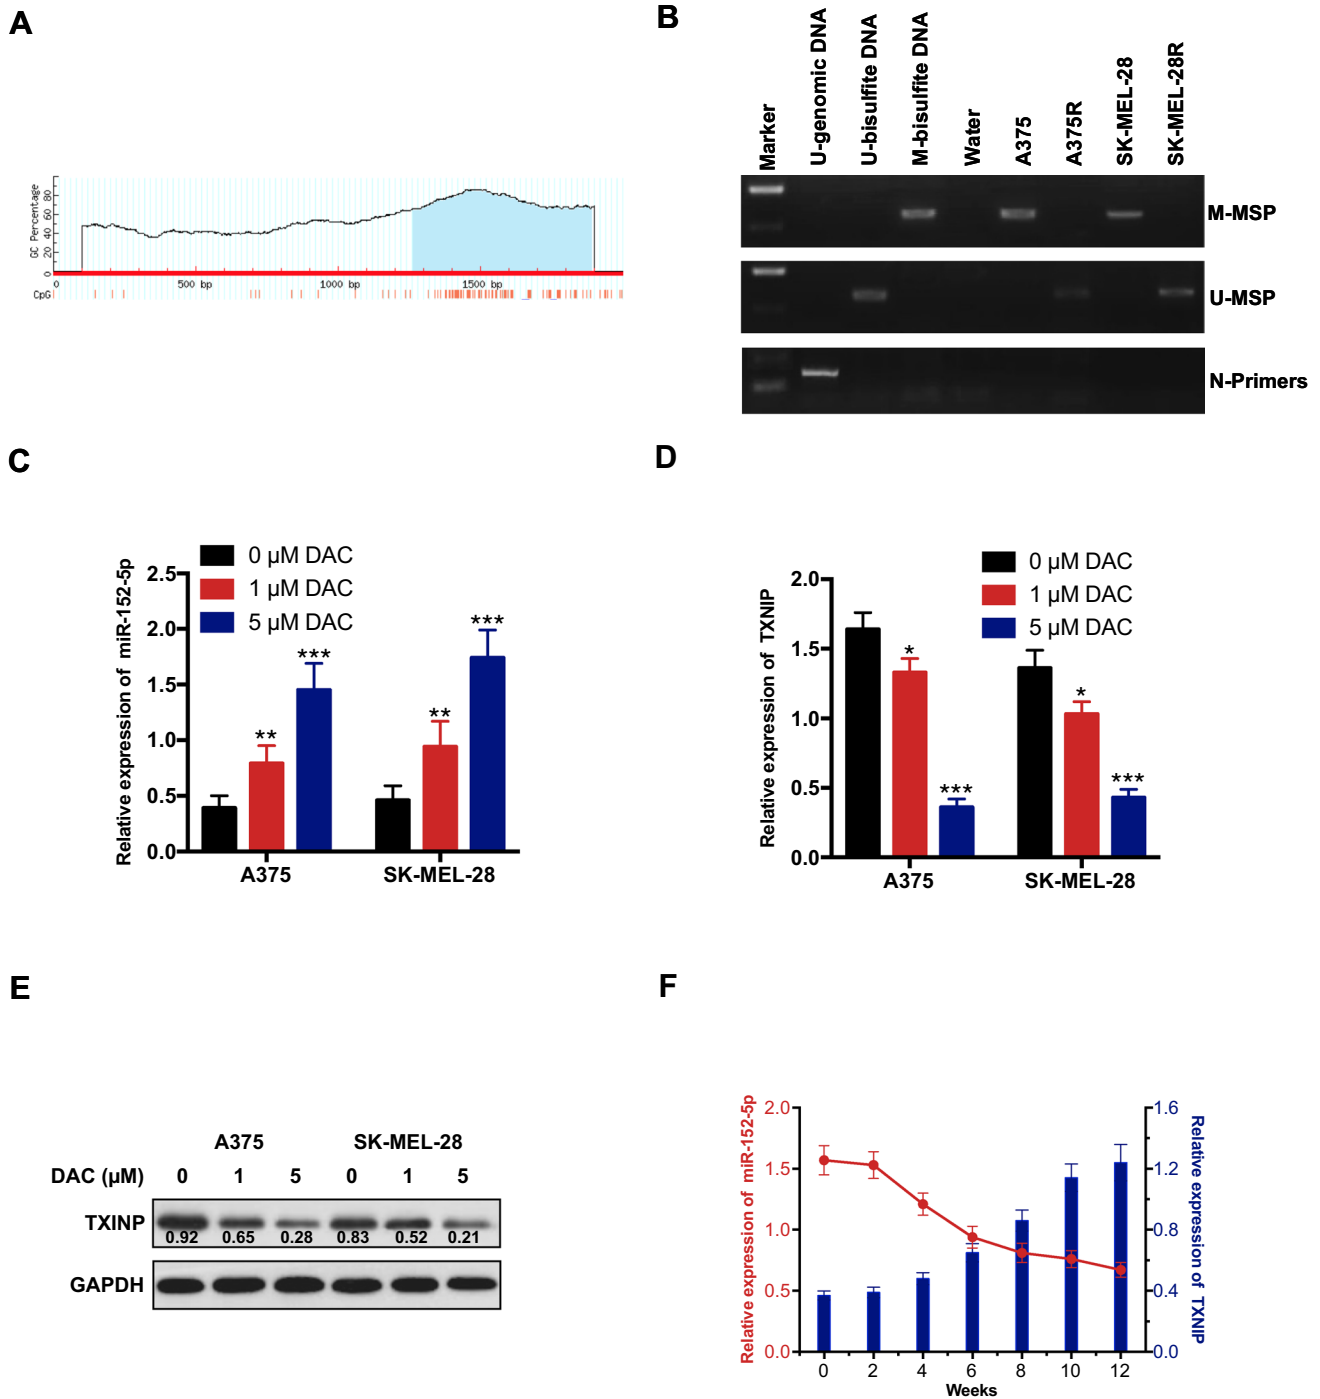 A
GC Percentage
80
60
40
20
0
0 500 bp 1000 bp 1500 bp
CpG
B
Marker
U-genomic DNA
U-bisulfite DNA
M-bisulfite DNA
Water
A375
A375R
SK-MEL-28
SK-MEL-28R
M-MSP
U-MSP
N-Primers
C
0 µM DAC
1 µM DAC
5 µM DAC
Relative expression of miR-152-5p
2.5
2.0
1.5
1.0
0.5
0.0
** ***
** ***
A375 SK-MEL-28
D
0 µM DAC
1 µM DAC
5 µM DAC
Relative expression of TXNIP
2.0
1.5
1.0
0.5
0.0
* ***
* ***
A375 SK-MEL-28
E
A375 SK-MEL-28
DAC (µM) 0 1 5 0 1 5
TXINP
0.92 0.65 0.28 0.83 0.52 0.21
GAPDH
F
Relative expression of miR-152-5p
2.0
1.5
1.0
0.5
0.0
1.6
1.2
0.8
0.4
0.0
Relative expression of TXNIP
0 2 4 6 8 10 12
Weeks